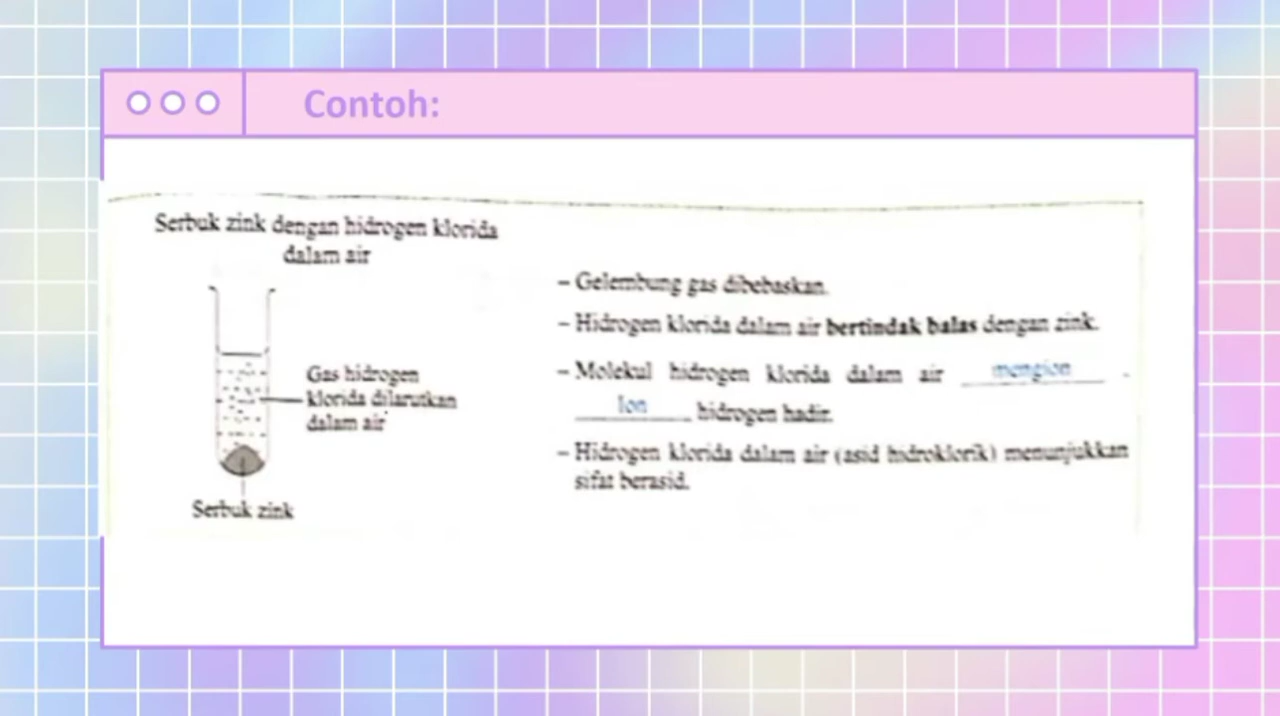 Contoh:
Serbuk zink dengan hidrogen klorida
dalam air
Gas hidrogen
klorida dilarutkan
dalam air
Serbuk zink
– Gelembung gas dibebaskan.
– Hidrogen klorida dalam air bertindak balas dengan zink.
– Molekul hidrogen klorida dalam air mengion .
Ion hidrogen hadir.
– Hidrogen klorida dalam air (asid hidroklorik) menunjukkan
sifat berasid.